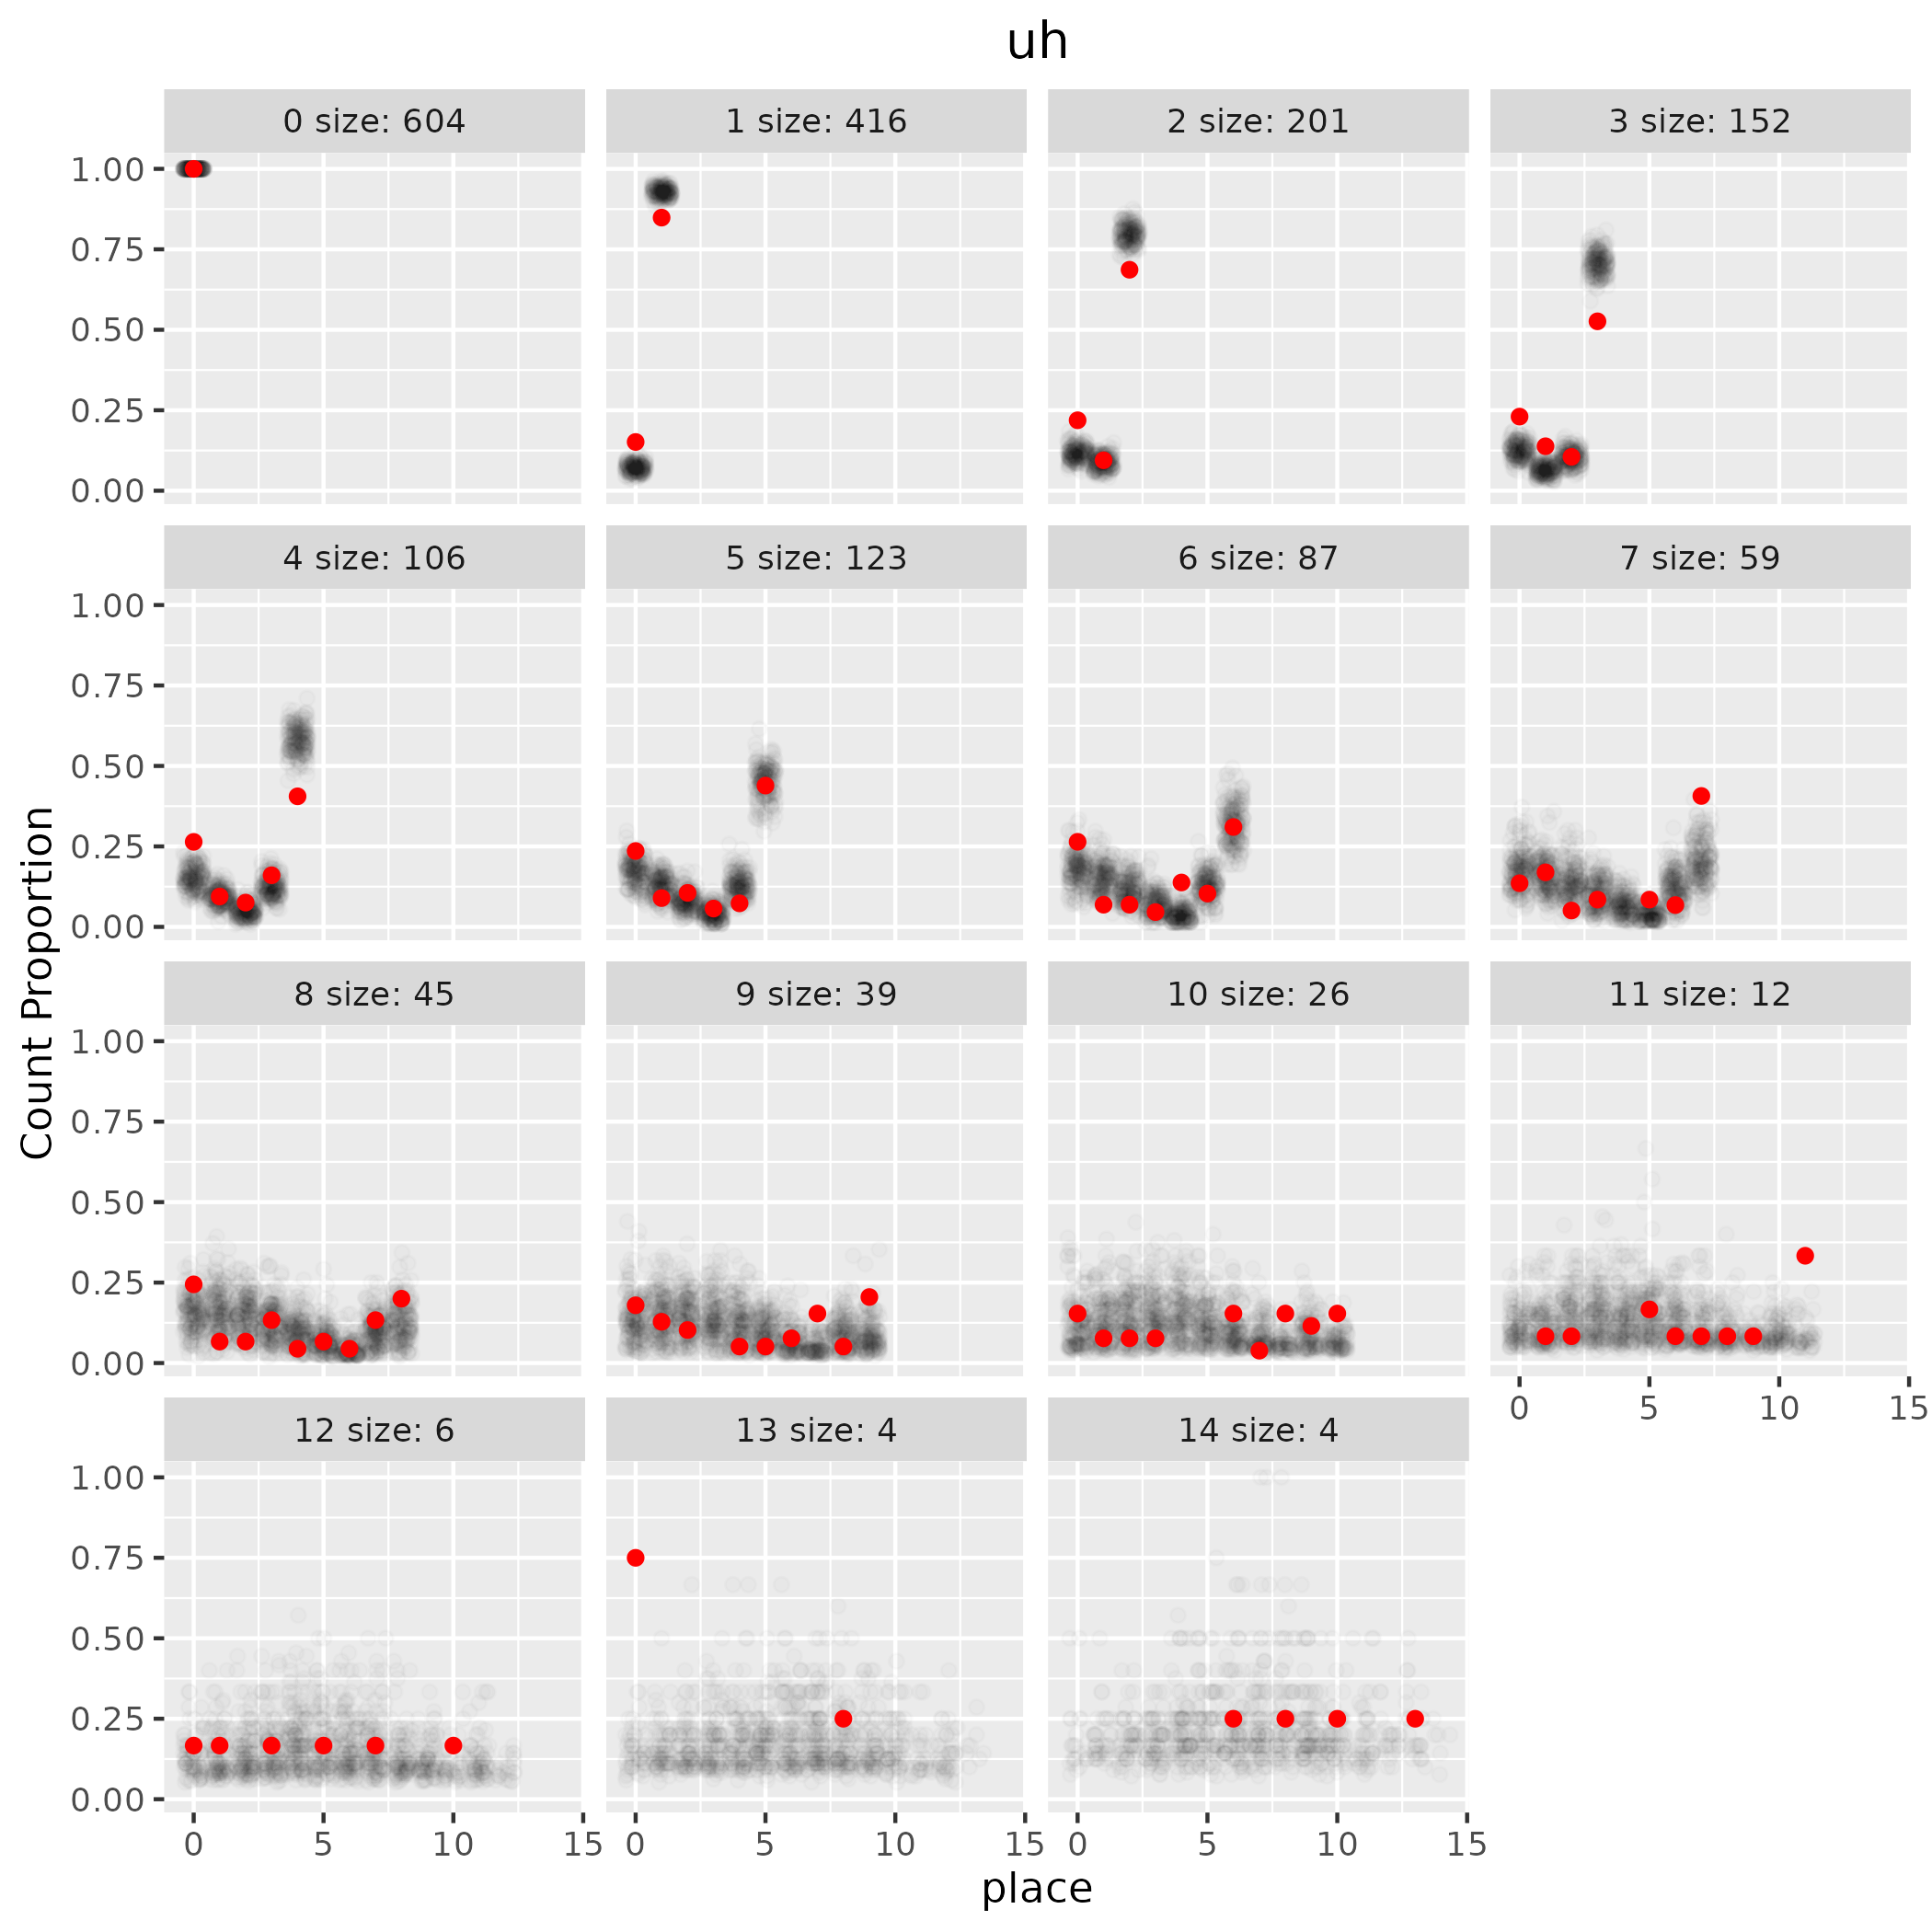 uh
0 size: 604
1 size: 416
2 size: 201
3 size: 152
1.00
0.75
0.50
0.25
0.00
4 size: 106
5 size: 123
6 size: 87
7 size: 59
1.00
0.75
0.50
0.25
0.00
Count Proportion
8 size: 45
9 size: 39
10 size: 26
11 size: 12
1.00
0.75
0.50
0.25
0.00
0 5 10 15
12 size: 6
13 size: 4
14 size: 4
1.00
0.75
0.50
0.25
0.00
0 5 10 15
0 5 10 15
0 5 10 15
place